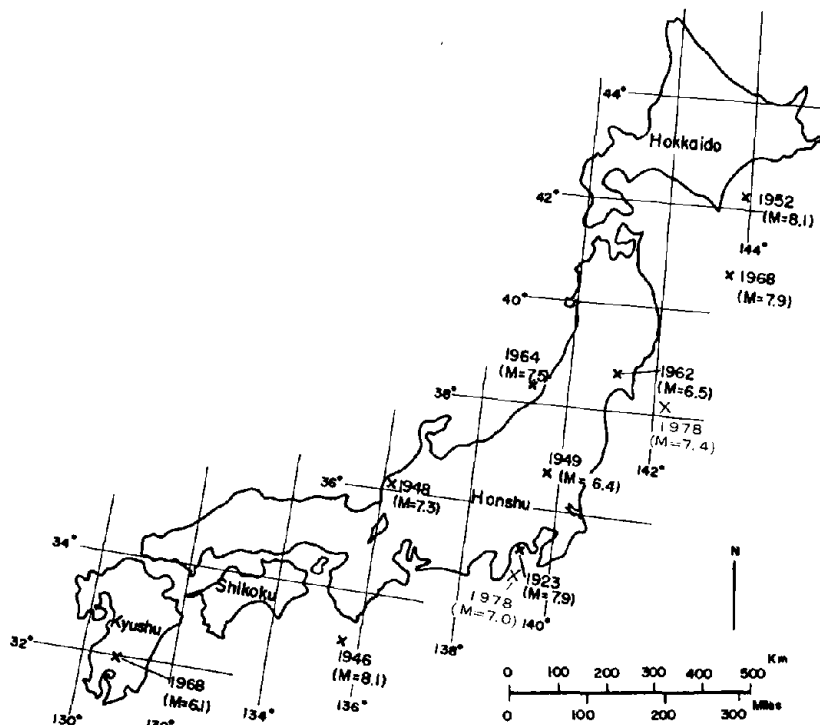 44°
Hokkaido
42°
1952
(M=8.1)
144°
1968
(M=7.9)
40°
1964
(M=7.5)
1962
(M=6.5)
38°
1978
(M=7.4)
142°
1949
(M= 6.4)
36°
1948
(M=7.3)
Honshu
34°
N
1923
(M=7.9)
1978
(M=7.0)
140°
Shikoku
138°
Kyushu
32°
1946
(M=8.1)
136°
1968
(M=6.1)
134°
130°
0 100 200 300 400 500 Km
0 100 200 300 Miles